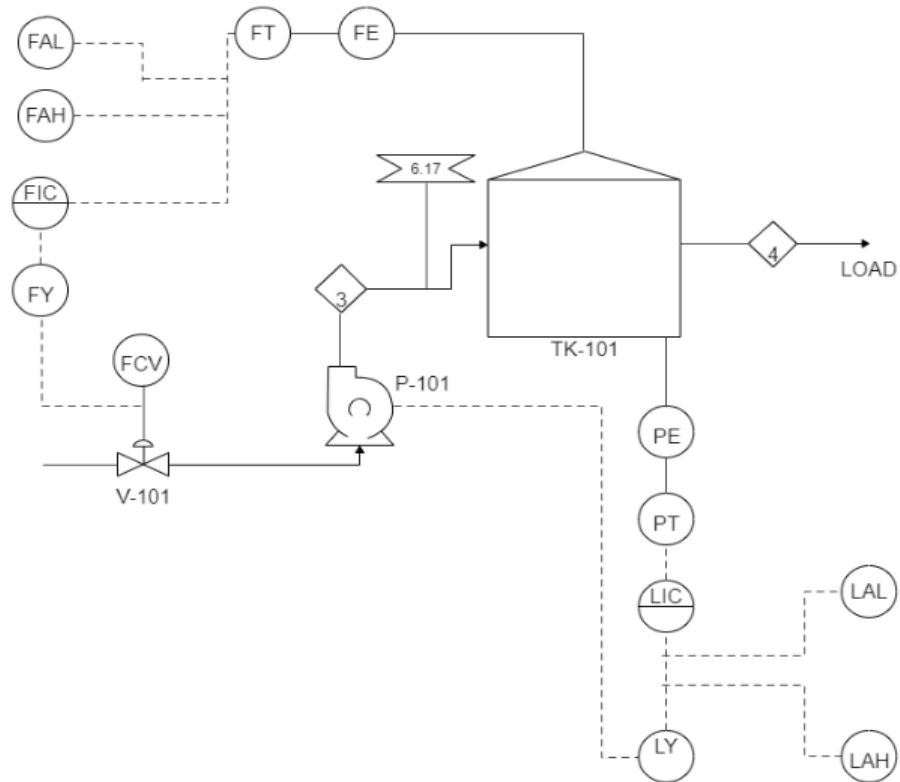 FAL
FT
FE
FAH
6.17
FIC
4
LOAD
FY
3
TK-101
FCV
P-101
PE
V-101
PT
LIC
LAL
LY
LAH